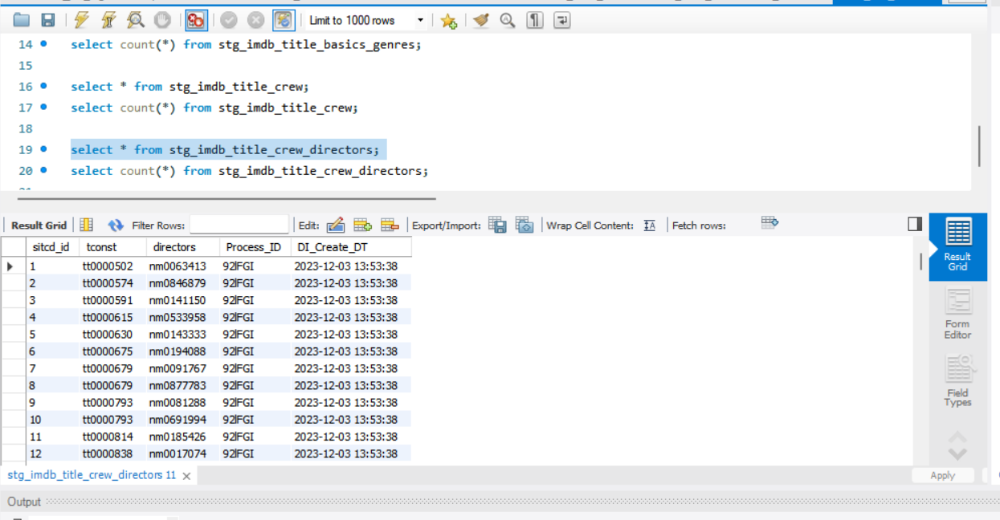 Limit to 1000 rows
14 select count(*) from stg_imdb_title_basics_genres;
15
16 select * from stg_imdb_title_crew;
17 select count(*) from stg_imdb_title_crew;
18
19 select * from stg_imdb_title_crew_directors;
20 select count(*) from stg_imdb_title_crew_directors;
Result Grid Filter Rows: Edit: Export/Import: Wrap Cell Content: Fetch rows:
sitcd_id tconst directors Process_ID DI_Create_DT
1 tt0000502 nm0063413 92lFGI 2023-12-03 13:53:38
2 tt0000574 nm0846879 92lFGI 2023-12-03 13:53:38
3 tt0000591 nm0141150 92lFGI 2023-12-03 13:53:38
4 tt0000615 nm0533958 92lFGI 2023-12-03 13:53:38
5 tt0000630 nm0143333 92lFGI 2023-12-03 13:53:38
6 tt0000675 nm0194088 92lFGI 2023-12-03 13:53:38
7 tt0000679 nm0091767 92lFGI 2023-12-03 13:53:38
8 tt0000679 nm0877783 92lFGI 2023-12-03 13:53:38
9 tt0000793 nm0081288 92lFGI 2023-12-03 13:53:38
10 tt0000793 nm0691994 92lFGI 2023-12-03 13:53:38
11 tt0000814 nm0185426 92lFGI 2023-12-03 13:53:38
12 tt0000838 nm0017074 92lFGI 2023-12-03 13:53:38
Result
Grid
Form
Editor
Field
Types
stg_imdb_title_crew_directors 11
Apply
Output